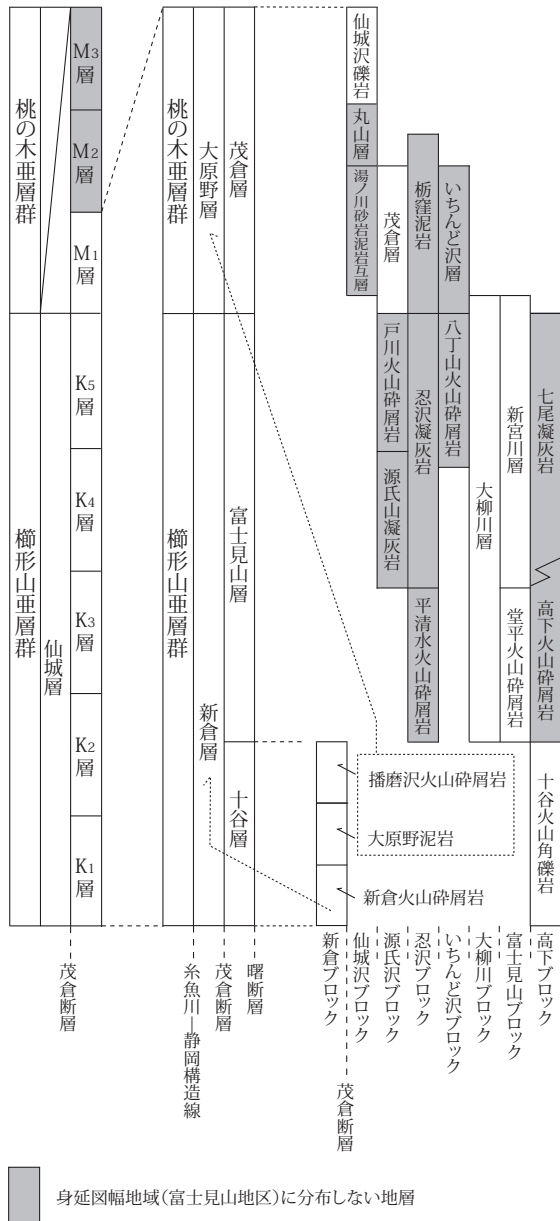 桃の木亜層群
櫛形山亜層群
仙城層
M3層
M2層
M1層
K5層
K4層
K3層
K2層
K1層
茂倉断層
桃の木亜層群
櫛形山亜層群
大原野層
新倉層
茂倉層
富士見山層
十谷層
糸魚川―静岡構造線
茂倉断層
曙断層
播磨沢火山砕屑岩
大原野泥岩
新倉火山砕屑岩
仙城沢礫岩
丸山層
湯ノ川砂岩泥岩互層
茂倉層
戸川火山砕屑岩
源氏山凝灰岩
栃窪泥岩
忍沢凝灰岩
平清水火山砕屑岩
いちんど沢層
八丁山火山砕屑岩
大柳川層
新宮川層
堂平火山砕屑岩
七尾凝灰岩
高下火山砕屑岩
十谷火山角礫岩
新倉ブロック
茂倉断層
仙城沢ブロック
源氏沢ブロック
忍沢ブロック
いちんど沢ブロック
大柳川ブロック
富士見山ブロック
高下ブロック
身延図幅地域(富士見山地区)に分布しない地層